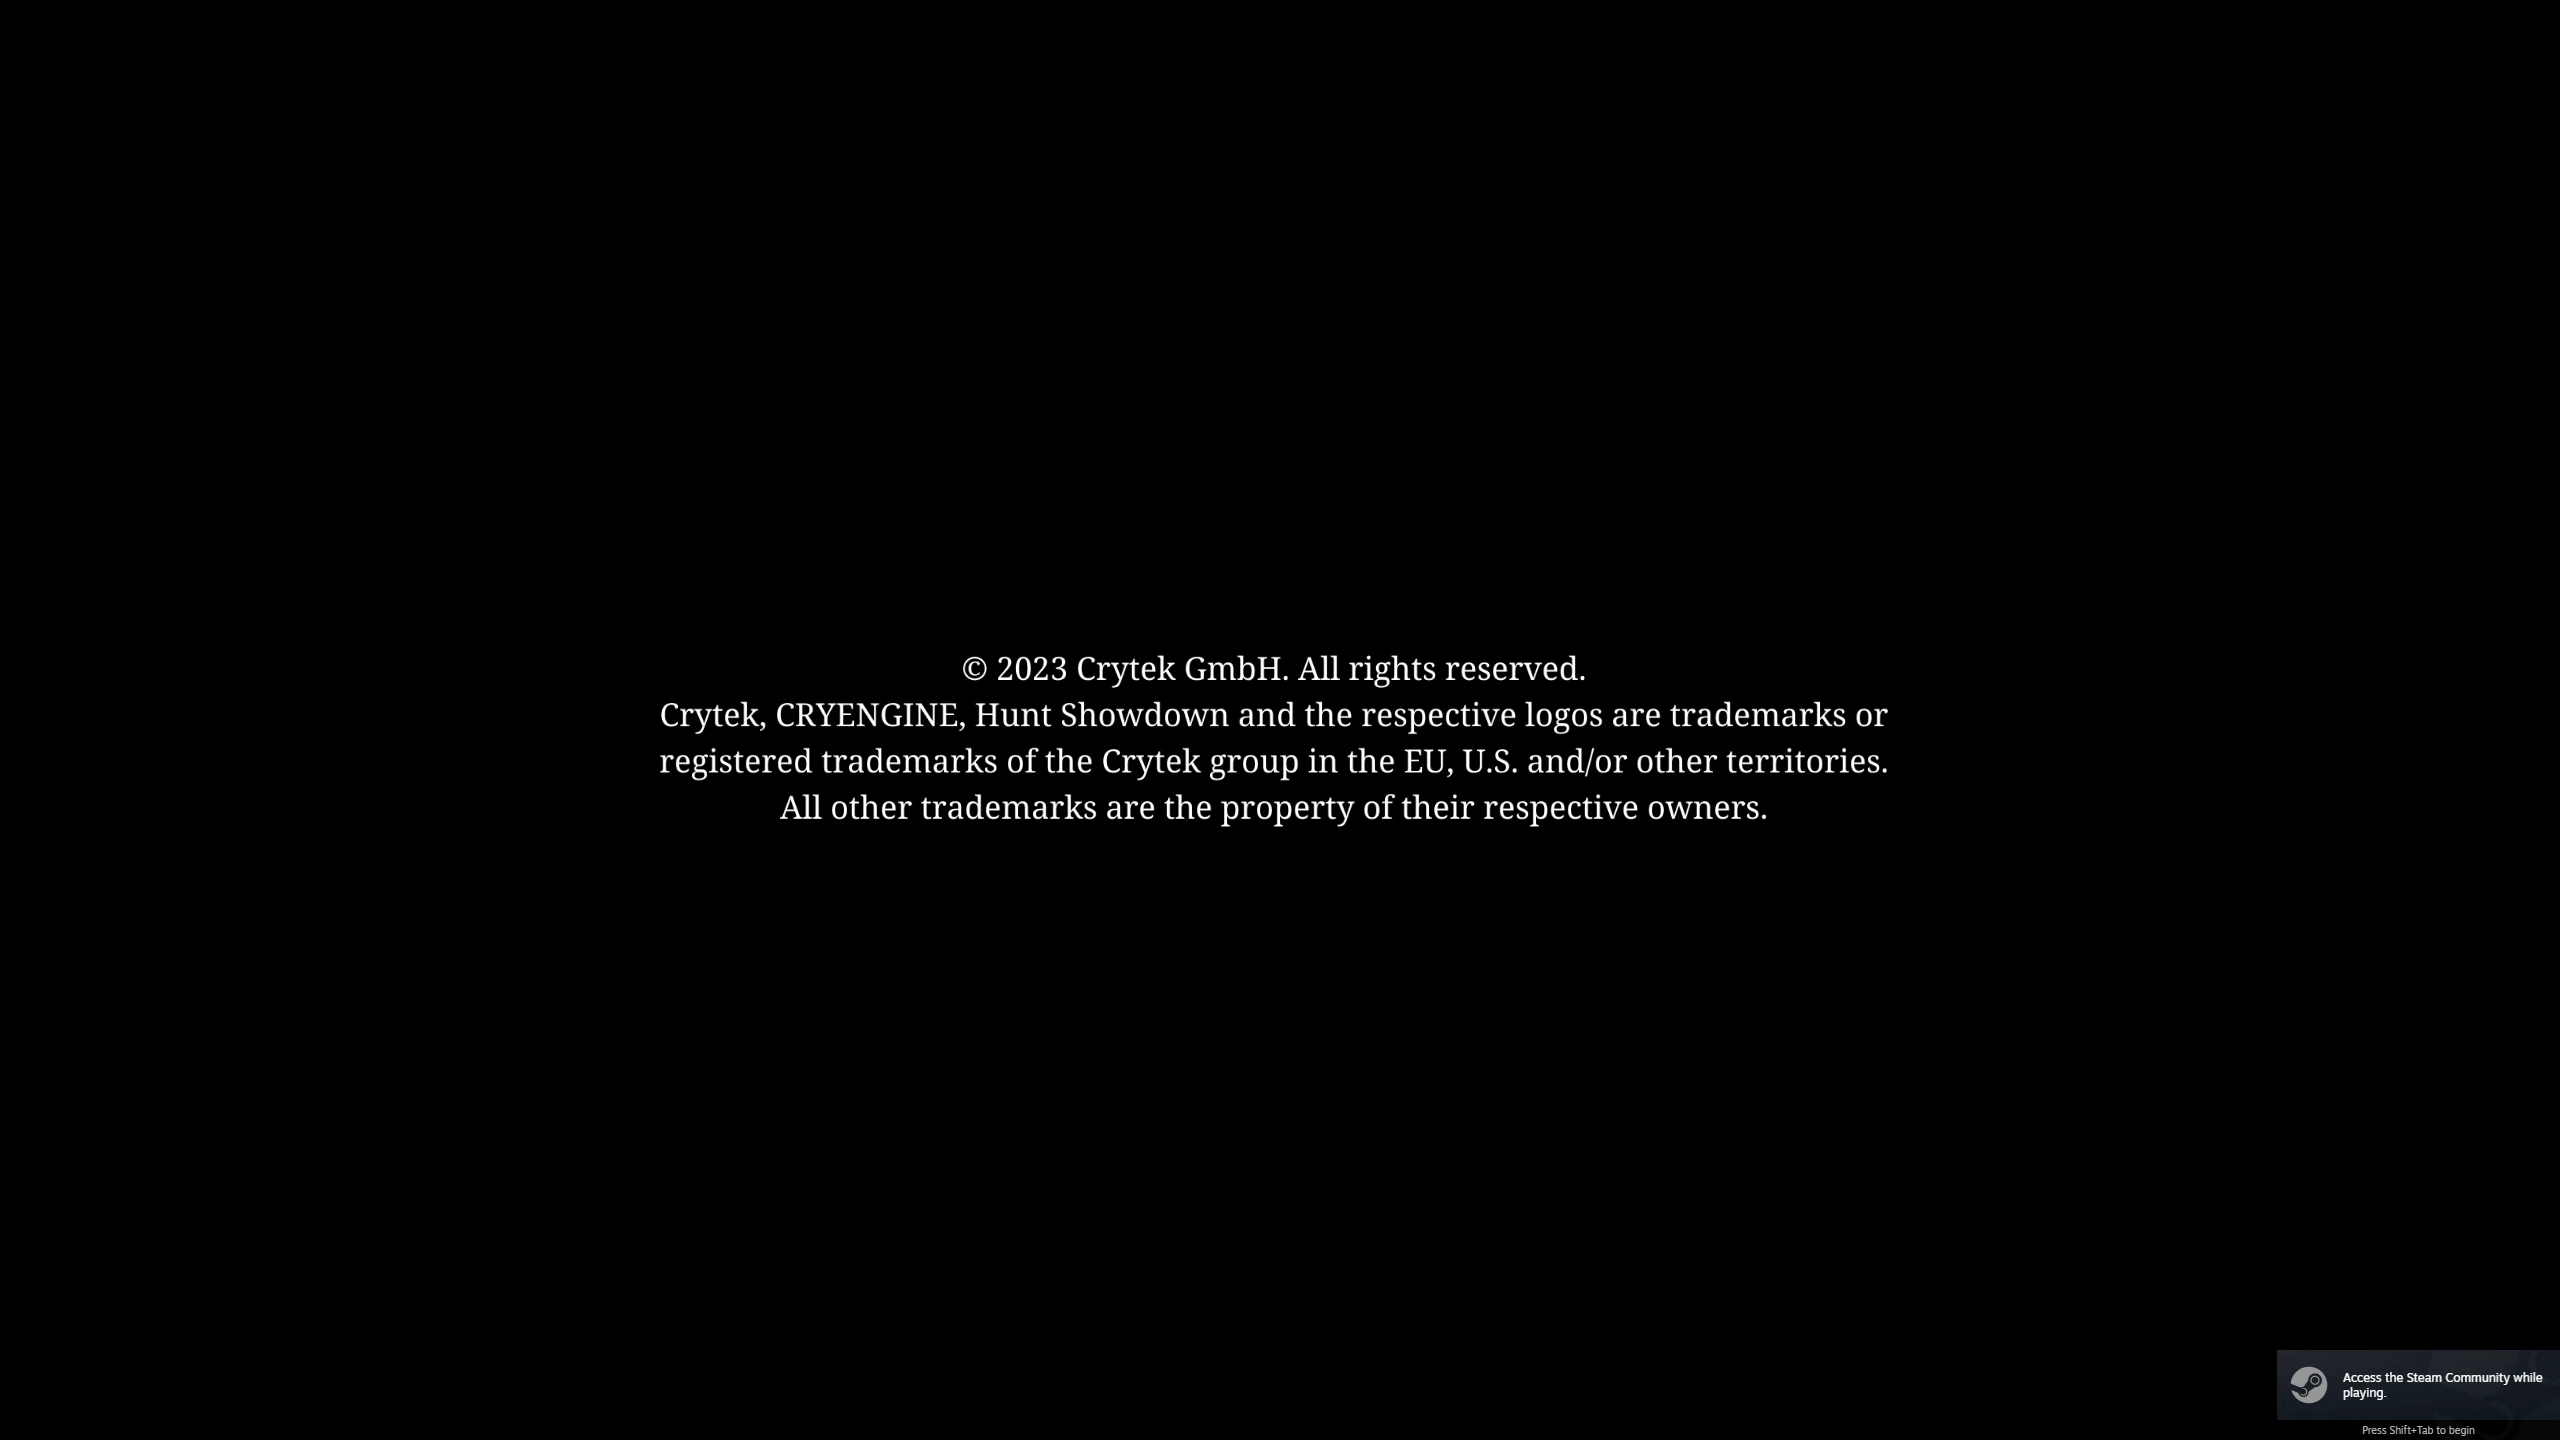 © 2023 Crytek GmbH. All rights reserved.
Crytek, CRYENGINE, Hunt Showdown and the respective logos are trademarks or
registered trademarks of the Crytek group in the EU, U.S. and/or other territories.
All other trademarks are the property of their respective owners.
Access the Steam Community while
playing.
Press Shift+Tab to begin